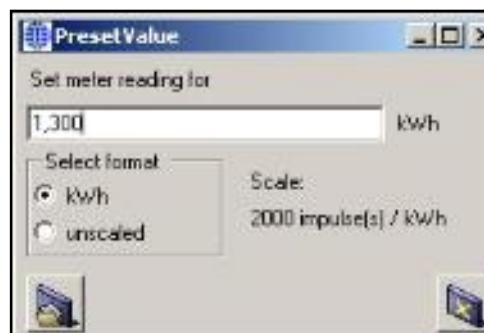 PresetValue
Set meter reading for
1,300 kWh
Select format
kWh
unscaled
Scale:
2000 impulse(s) / kWh